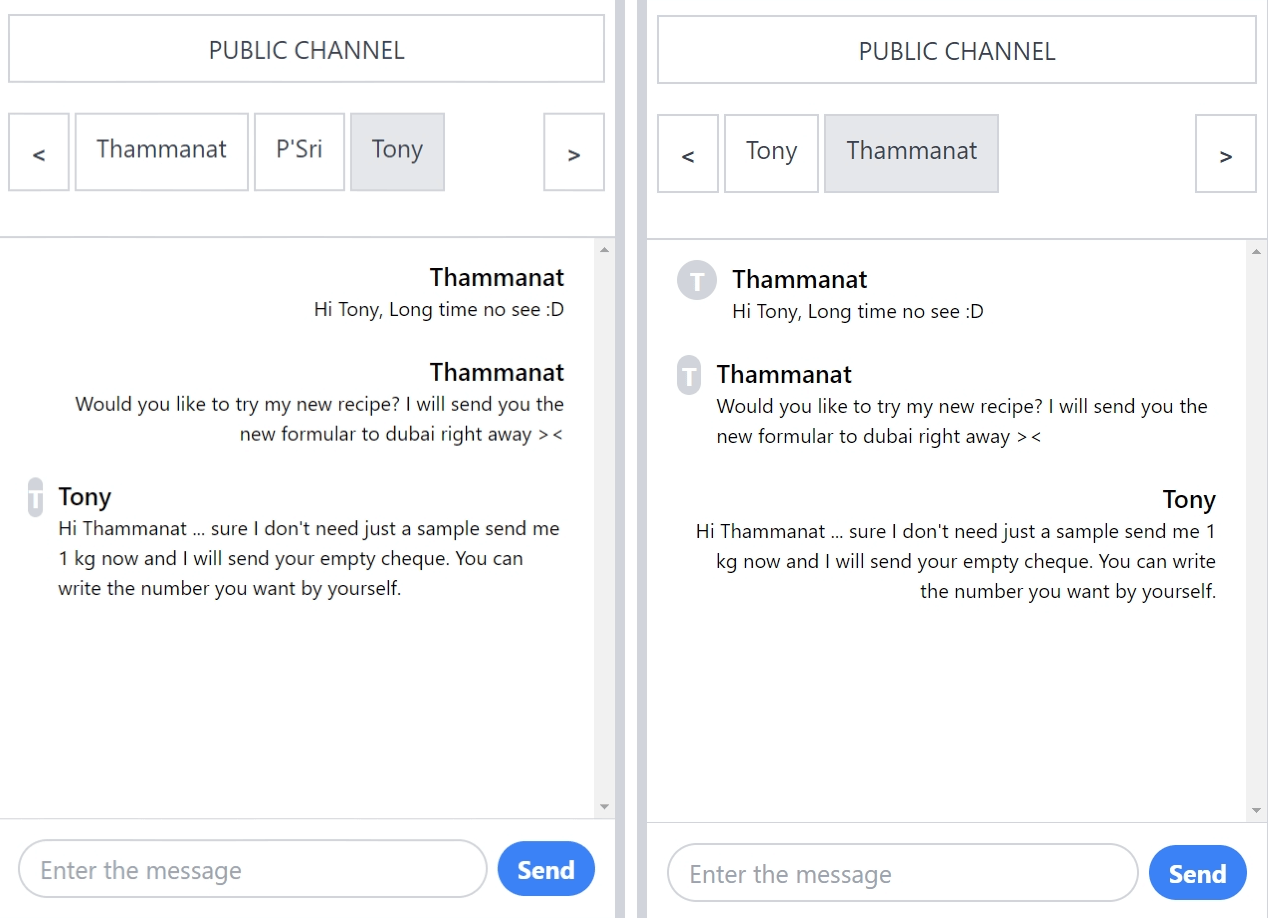 PUBLIC CHANNEL
<
Thammanat
P'Sri
Tony
>
Thammanat
Hi Tony, Long time no see :D
Thammanat
Would you like to try my new recipe? I will send you the
new formular to dubai right away ><
T
Tony
Hi Thammanat ... sure I don't need just a sample send me
1 kg now and I will send your empty cheque. You can
write the number you want by yourself.
Enter the message
Send
PUBLIC CHANNEL
<
Tony
Thammanat
>
T
Thammanat
Hi Tony, Long time no see :D
T
Thammanat
Would you like to try my new recipe? I will send you the
new formular to dubai right away ><
Tony
Hi Thammanat ... sure I don't need just a sample send me 1
kg now and I will send your empty cheque. You can write
the number you want by yourself.
Enter the message
Send